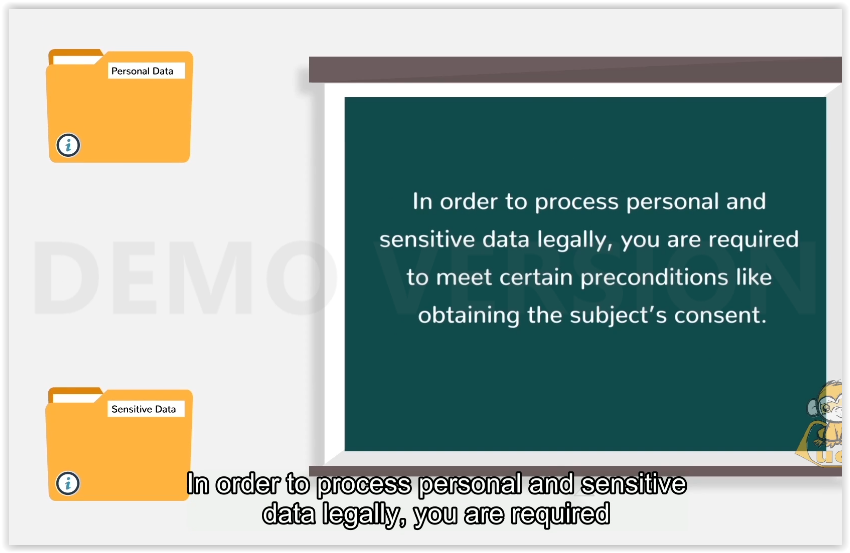 Personal Data
In order to process personal and
sensitive data legally, you are required
to meet certain preconditions like
obtaining the subject's consent.
DEMO VERSION
Sensitive Data
In order to process personal and sensitive
data legally, you are required